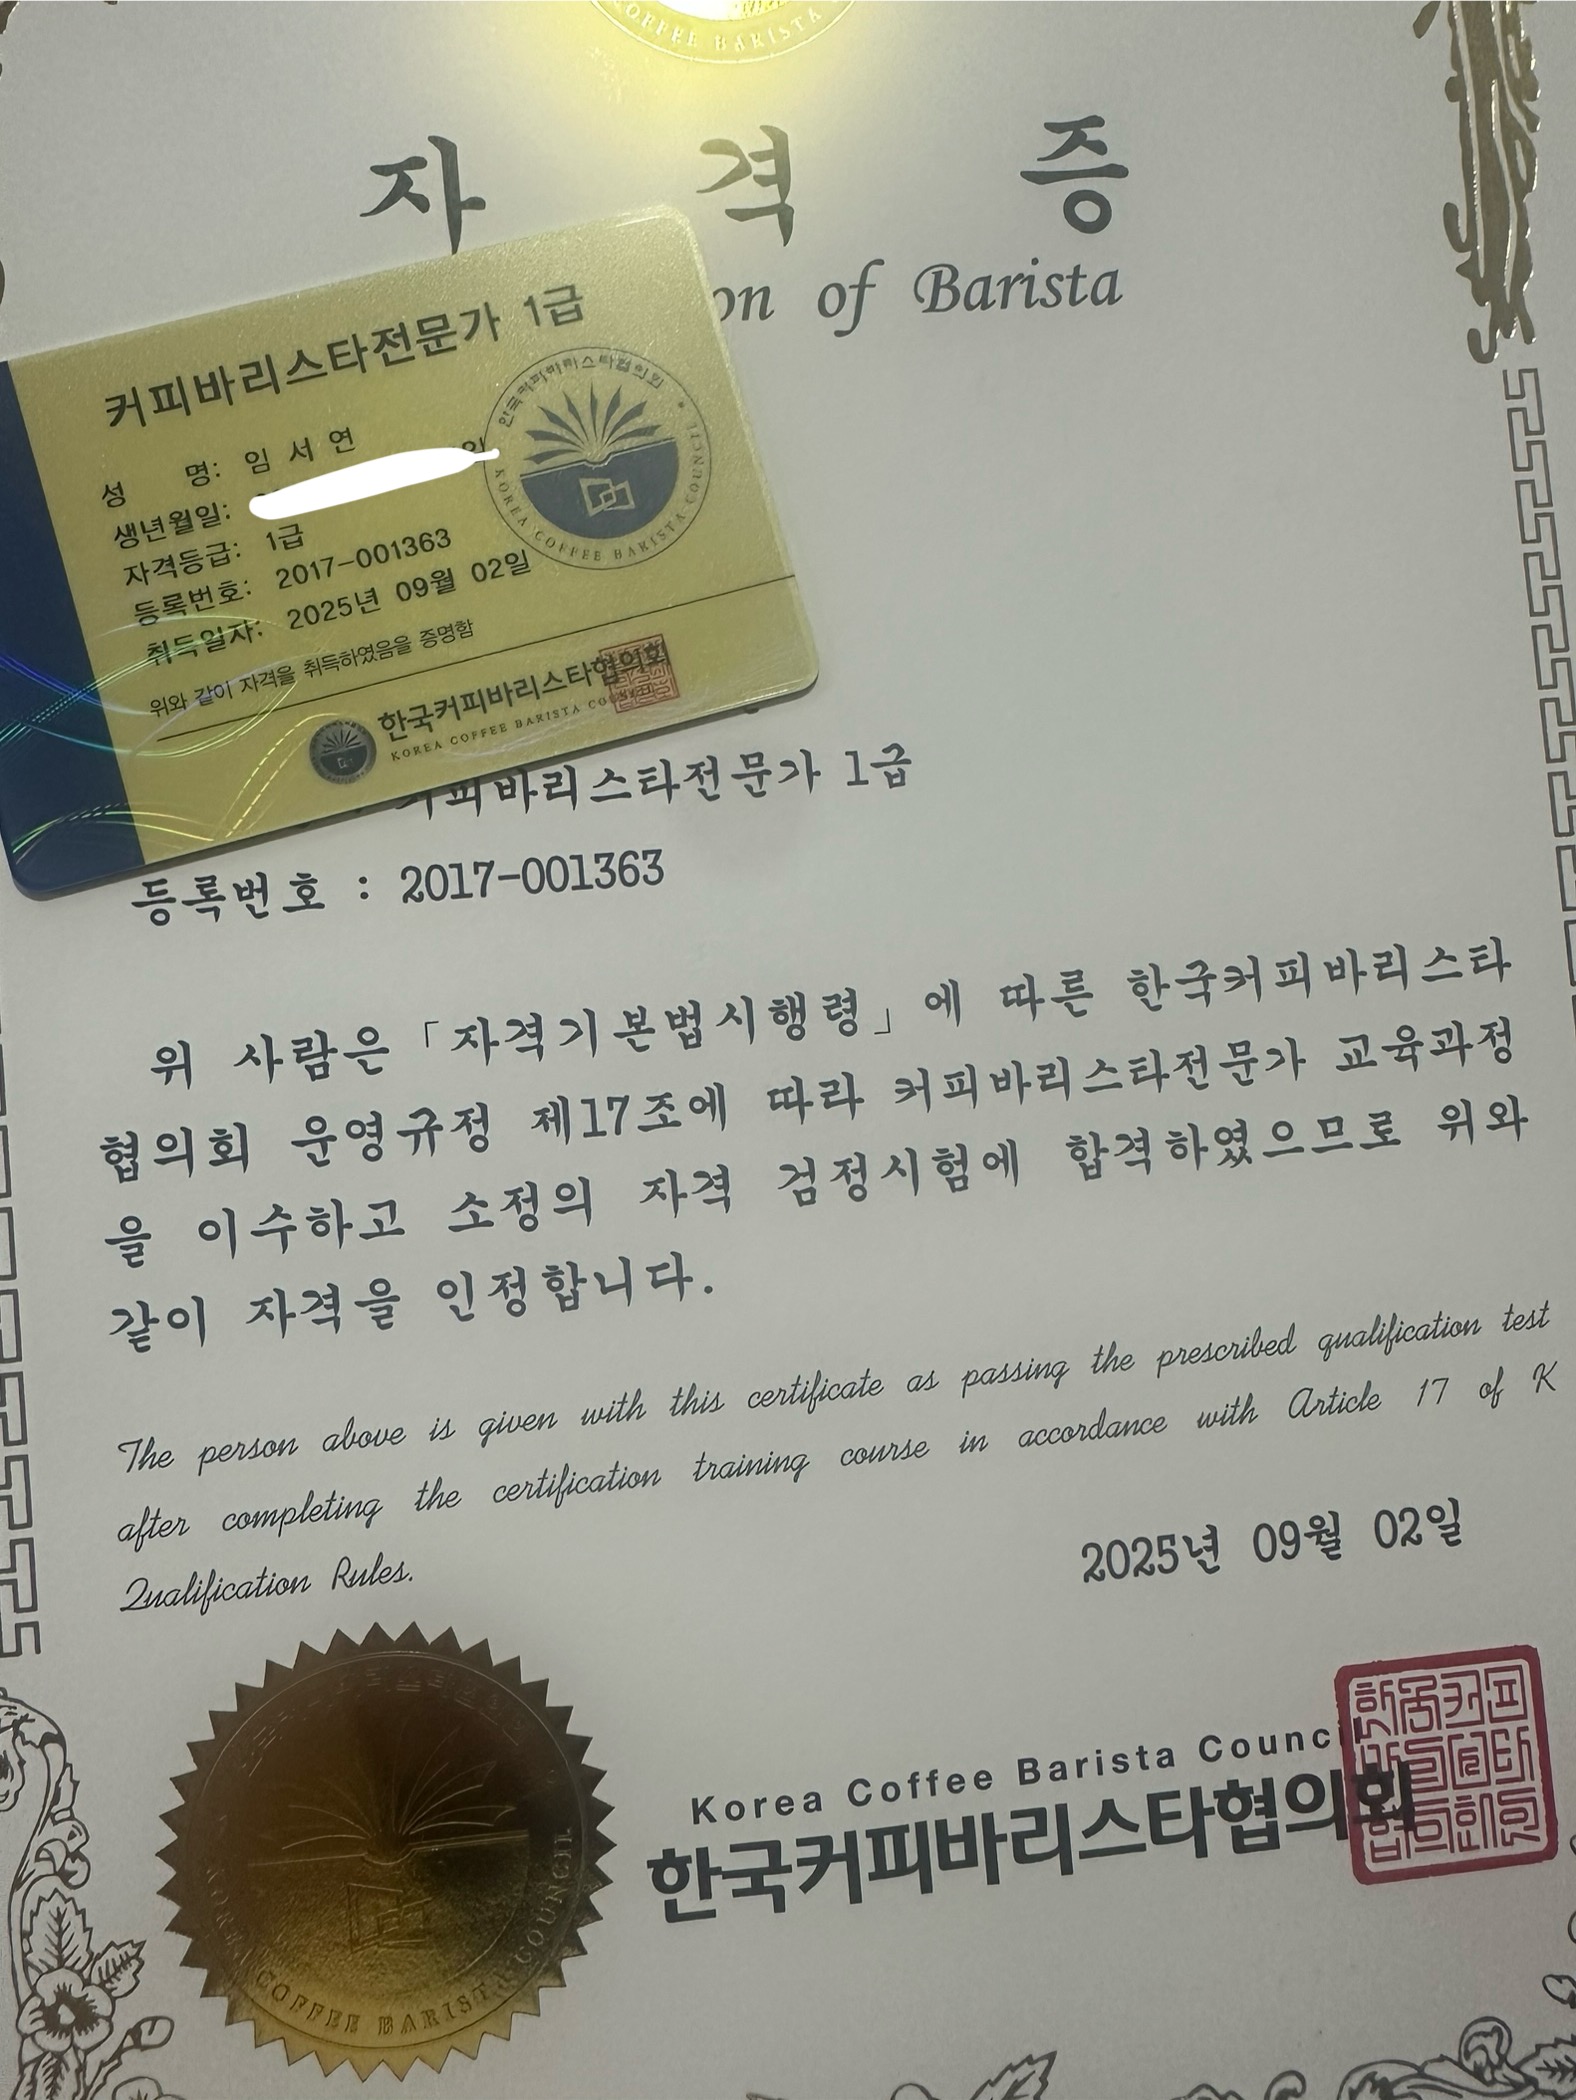 COFFEE BARISTA
자 격 증
on of Barista
커피바리스타전문가 1급
성 명: 임 서 연
생년월일:
자격등급: 1급
등록번호: 2017-001363
취득일자: 2025년 09월 02일
위와 같이 자격을 취득하였음을 증명함
한국커피바리스타협의회
KOREA COFFEE BARISTA COUNCIL
한국커피바리스타협의회
KOREA COFFEE BARISTA COUNCIL
커피바리스타전문가 1급
등록번호 : 2017-001363
위 사람은 「자격기본법시행령」에 따른 한국커피바리스타
협의회 운영규정 제17조에 따라 커피바리스타전문가 교육과정
을 이수하고 소정의 자격 검정시험에 합격하였으므로 위와
같이 자격을 인정합니다.
The person above is given with this certificate as passing the prescribed qualification test
after completing the certification training course in accordance with Article 17 of K
Qualification Rules.
2025년 09월 02일
Korea Coffee Barista Council
한국커피바리스타협의회
KOREA COFFEE BARISTA COUNCIL